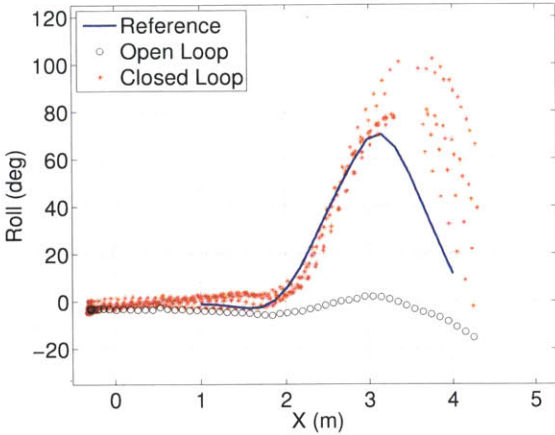 120
100
80
60
40
20
0
−20
Roll (deg)
Reference
Open Loop
Closed Loop
0 1 2 3 4 5
X (m)